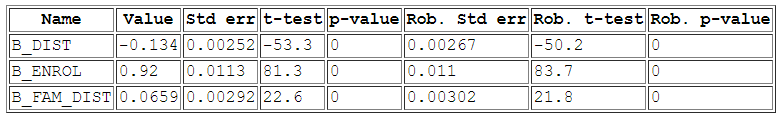 Name Value Std err t-test p-value Rob. Std err Rob. t-test Rob. p-value
B_DIST -0.134 0.00252 -53.3 0 0.00267 -50.2 0
B_ENROL 0.92 0.0113 81.3 0 0.011 83.7 0
B_FAM_DIST 0.0659 0.00292 22.6 0 0.00302 21.8 0